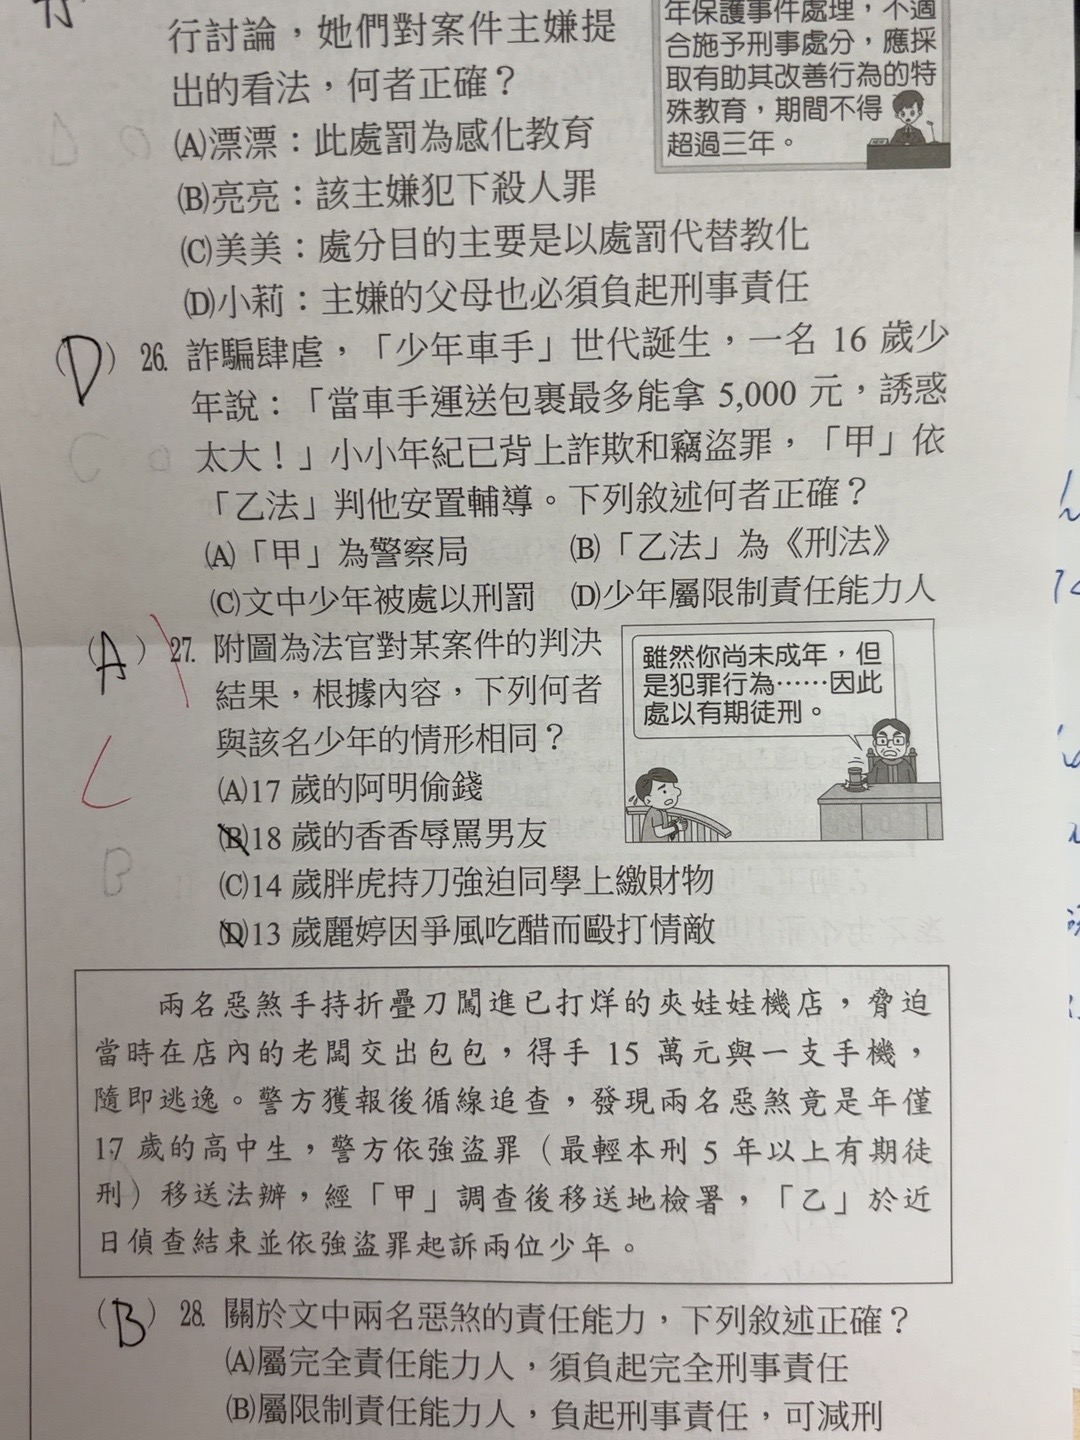 行討論，她們對案件主嫌提
出的看法，何者正確？
(A)漂漂：此處罰為感化教育
(B)亮亮：該主嫌犯下殺人罪
(C)美美：處分目的主要是以處罰代替教化
(D)小莉：主嫌的父母也必須負起刑事責任
年保護事件處理，不適
合施予刑事處分，應採
取有助其改善行為的特
殊教育，期間不得
超過三年。
(D) 26. 詐騙肆虐，「少年車手」世代誕生，一名 16 歲少
年說：「當車手運送包裹最多能拿 5,000 元，誘惑
太大！」小小年紀已背上詐欺和竊盜罪，「甲」依
「乙法」判他安置輔導。下列敘述何者正確？
(A)「甲」為警察局 (B)「乙法」為《刑法》
(C)文中少年被處以刑罰 (D)少年屬限制責任能力人
(A) 27. 附圖為法官對某案件的判決
結果，根據內容，下列何者
與該名少年的情形相同？
(A)17 歲的阿明偷錢
(B)18 歲的香香辱罵男友
(C)14 歲胖虎持刀強迫同學上繳財物
(D)13 歲麗婷因爭風吃醋而毆打情敵
雖然你尚未成年，但
是犯罪行為……因此
處以有期徒刑。
兩名惡煞手持折疊刀闖進已打烊的夾娃娃機店，脅迫
當時在店內的老闆交出包包，得手 15 萬元與一支手機，
隨即逃逸。警方獲報後循線追查，發現兩名惡煞竟是年僅
17 歲的高中生，警方依強盜罪（最輕本刑 5 年以上有期徒
刑）移送法辦，經「甲」調查後移送地檢署，「乙」於近
日偵查結束並依強盜罪起訴兩位少年。
(B) 28. 關於文中兩名惡煞的責任能力，下列敘述正確？
(A)屬完全責任能力人，須負起完全刑事責任
(B)屬限制責任能力人，負起刑事責任，可減刑